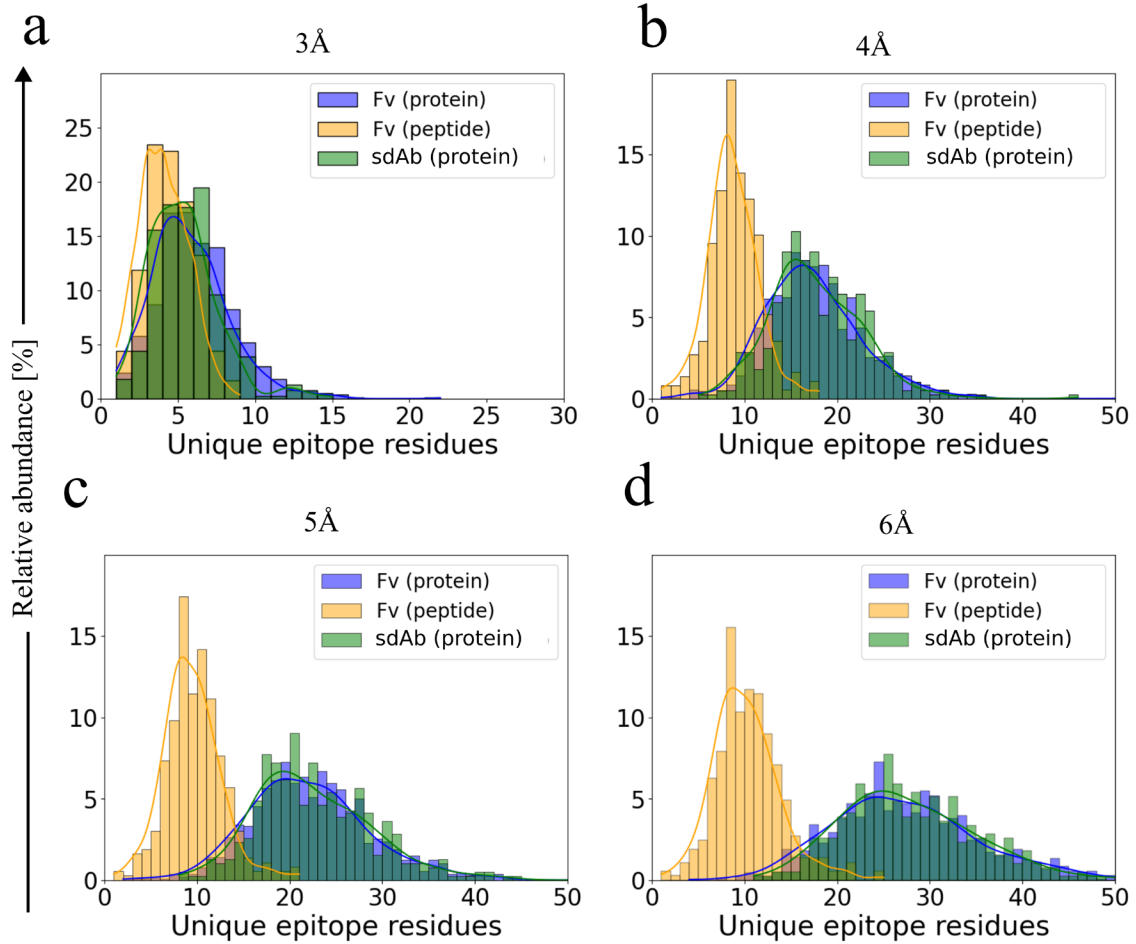 a
3Å
Fv (protein)
Fv (peptide)
sdAb (protein)
25
20
15
10
5
0
0 5 10 15 20 25 30
Unique epitope residues
b
4Å
Fv (protein)
Fv (peptide)
sdAb (protein)
15
10
5
0
0 10 20 30 40 50
Unique epitope residues
Relative abundance [%]
c
5Å
Fv (protein)
Fv (peptide)
sdAb (protein)
15
10
5
0
0 10 20 30 40 50
Unique epitope residues
d
6Å
Fv (protein)
Fv (peptide)
sdAb (protein)
15
10
5
0
0 10 20 30 40 50
Unique epitope residues